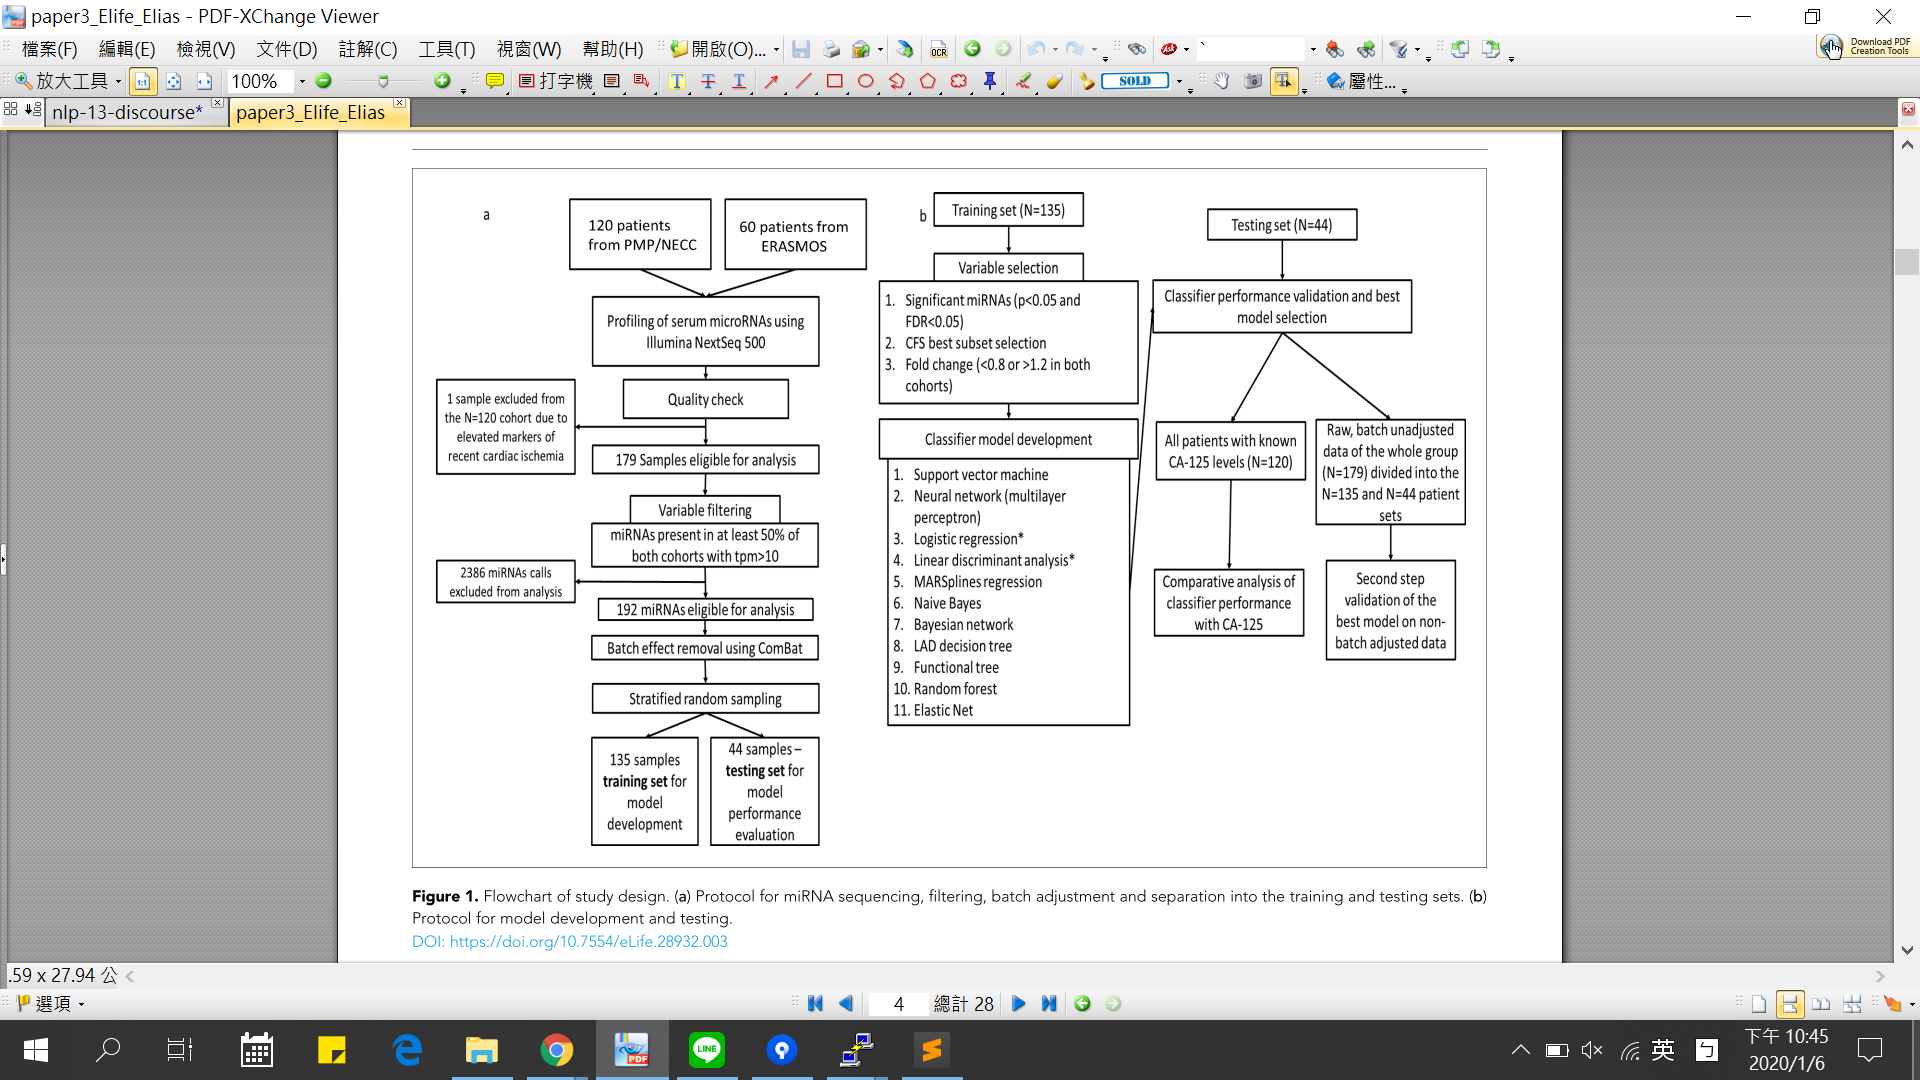 paper3_Elife_Elias - PDF-XChange Viewer
檔案(F) 編輯(E) 檢視(V) 文件(D) 註解(C) 工具(T) 視窗(W) 幫助(H) 開啟(O)... OCR `
Download PDF
Creation Tools
放大工具 100% 打字機 SOLD 屬性...
nlp-13-discourse* paper3_Elife_Elias
a
120 patients
from PMP/NECC
60 patients from
ERASMOS
Profiling of serum microRNAs using
Illumina NextSeq 500
Quality check
1 sample excluded from
the N=120 cohort due to
elevated markers of
recent cardiac ischemia
179 Samples eligible for analysis
Variable filtering
miRNAs present in at least 50% of
both cohorts with tpm>10
2386 miRNAs calls
excluded from analysis
192 miRNAs eligible for analysis
Batch effect removal using ComBat
Stratified random sampling
135 samples
training set for
model
development
44 samples –
testing set for
model
performance
evaluation
b
Training set (N=135)
Variable selection
1. Significant miRNAs (p<0.05 and
FDR<0.05)
2. CFS best subset selection
3. Fold change (<0.8 or >1.2 in both
cohorts)
Classifier model development
1. Support vector machine
2. Neural network (multilayer
perceptron)
3. Logistic regression*
4. Linear discriminant analysis*
5. MARSplines regression
6. Naive Bayes
7. Bayesian network
8. LAD decision tree
9. Functional tree
10. Random forest
11. Elastic Net
Testing set (N=44)
Classifier performance validation and best
model selection
All patients with known
CA-125 levels (N=120)
Comparative analysis of
classifier performance
with CA-125
Raw, batch unadjusted
data of the whole group
(N=179) divided into the
N=135 and N=44 patient
sets
Second step
validation of the
best model on non-
batch adjusted data
Figure 1. Flowchart of study design. (a) Protocol for miRNA sequencing, filtering, batch adjustment and separation into the training and testing sets. (b)
Protocol for model development and testing.
DOI: https://doi.org/10.7554/eLife.28932.003
.59 x 27.94 公
選項 4 總計 28
PDF LINE 英 ㄅ 下午 10:45
2020/1/6